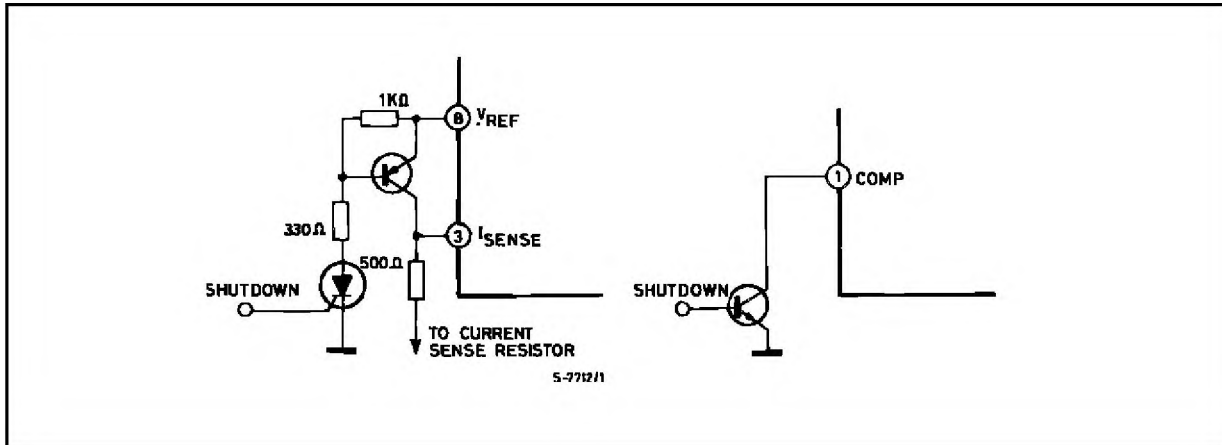 1KΩ
8 VREF
330Ω
500Ω
3 ISENSE
SHUTDOWN
TO CURRENT
SENSE RESISTOR
S-7712/1
1 COMP
SHUTDOWN